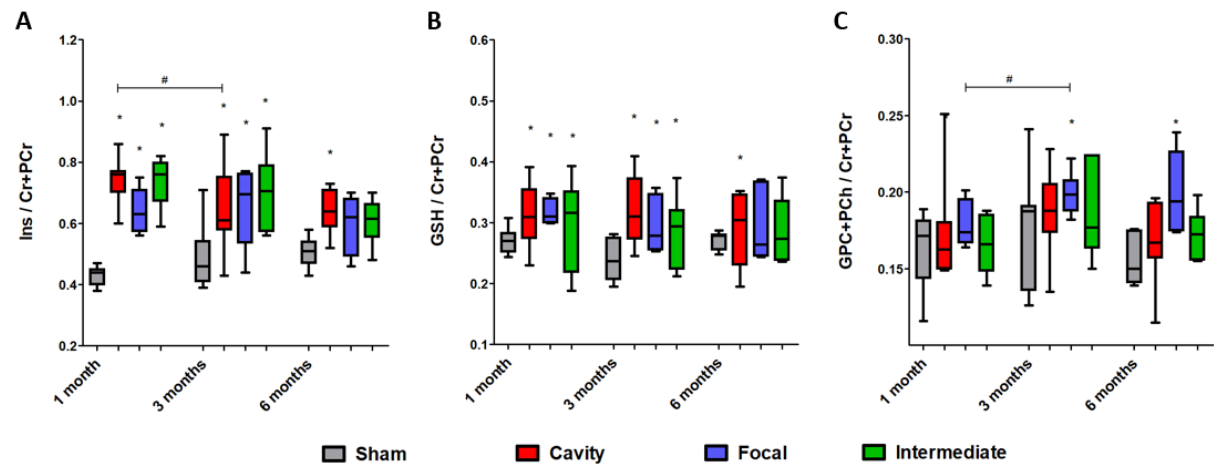 A
B
C
Ins / Cr+PCr
1.2
1.0
0.8
0.6
0.4
0.2
#
* * *
* * *
*
1 month
3 months
6 months
GSH / Cr+PCr
0.6
0.5
0.4
0.3
0.2
0.1
* * *
* * *
*
1 month
3 months
6 months
GPC+PCh / Cr+PCr
0.30
0.25
0.20
0.15
#
*
*
*
1 month
3 months
6 months
Sham Cavity Focal Intermediate